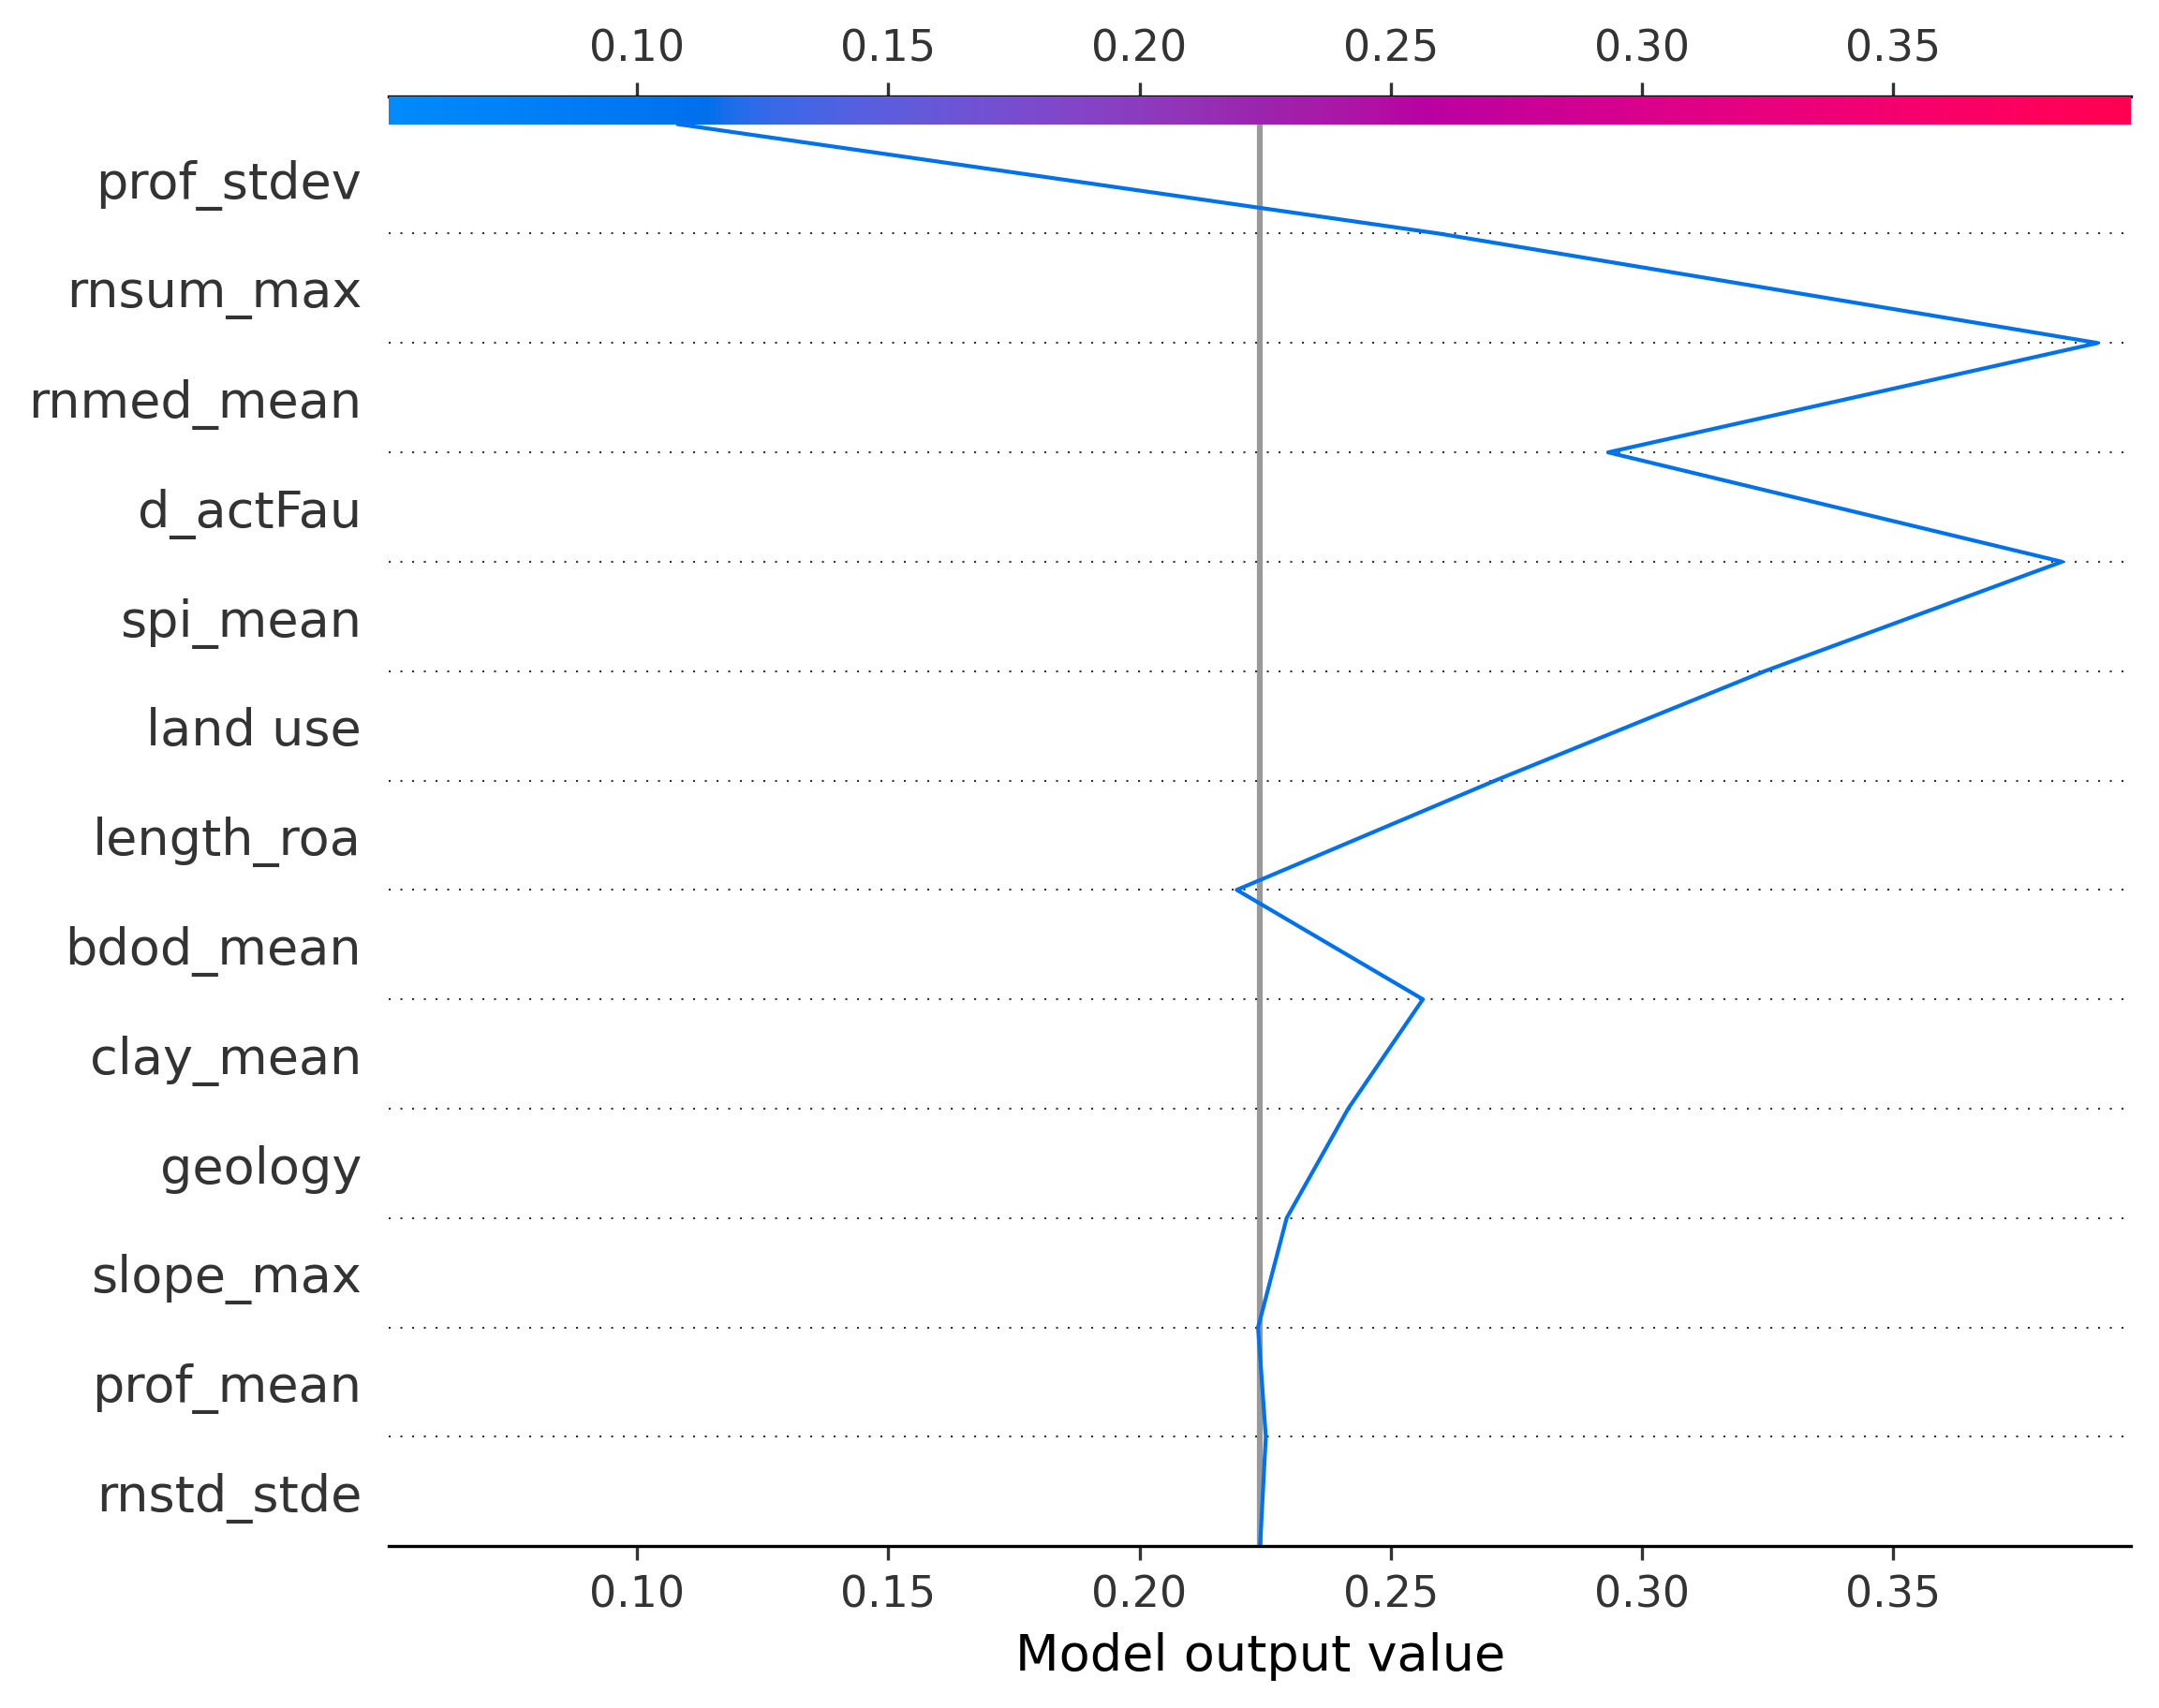 0.10 0.15 0.20 0.25 0.30 0.35
prof_stdev
rnsum_max
rnmed_mean
d_actFau
spi_mean
land use
length_roa
bdod_mean
clay_mean
geology
slope_max
prof_mean
rnstd_stde
0.10 0.15 0.20 0.25 0.30 0.35
Model output value